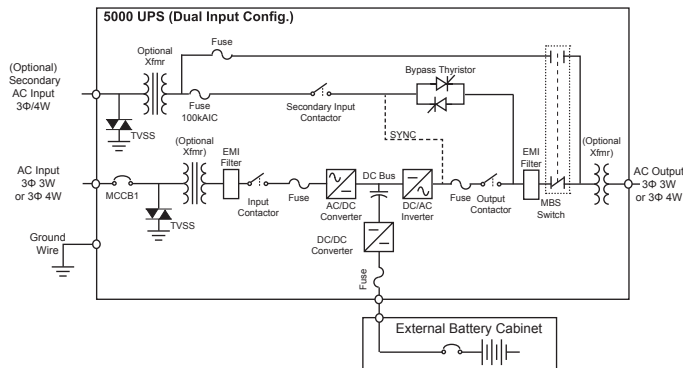 5000 UPS (Dual Input Config.)
(Optional)
Secondary
AC Input
3Φ/4W
Optional
Xfmr
Fuse
Fuse
100kAIC
Secondary Input
Contactor
Bypass Thyristor
TVSS
SYNC
AC Input
3Φ 3W
or 3Φ 4W
MCCB1
(Optional
Xfmr)
TVSS
EMI
Filter
Input
Contactor
Fuse
AC/DC
Converter
DC Bus
DC/AC
Inverter
Fuse
Output
Contactor
EMI
Filter
MBS
Switch
(Optional
Xfmr)
AC Output
3Φ 3W
or 3Φ 4W
Ground
Wire
DC/DC
Converter
Fuse
External Battery Cabinet